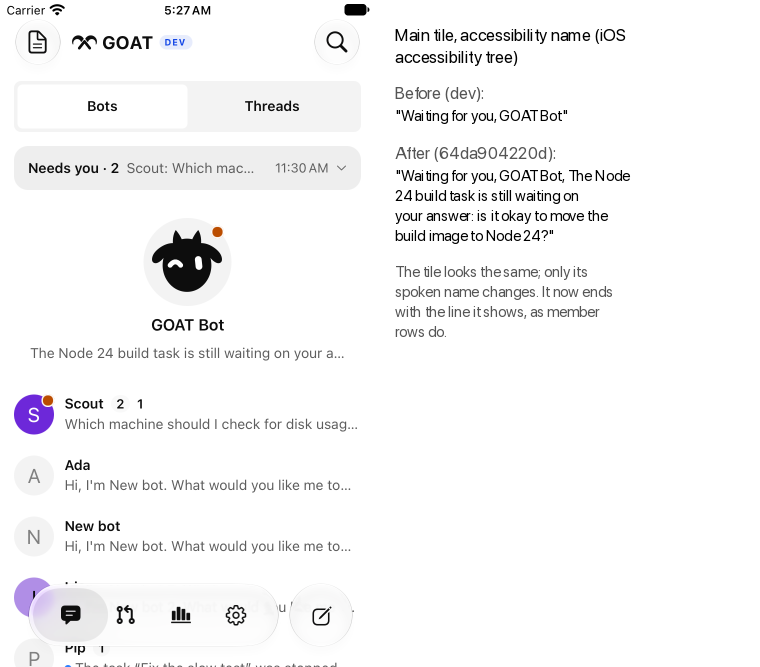 Carrier
5:27 AM
GOAT DEV
Bots
Threads
Needs you · 2 Scout: Which mac... 11:30 AM
GOAT Bot
The Node 24 build task is still waiting on your a...
S
Scout 2 1
Which machine should I check for disk usag...
A
Ada
Hi, I'm New bot. What would you like me to...
N
New bot
Hi, I'm New bot. What would you like me to...
P
Pip 1
The task “Fix the slow test” was stopped
Main tile, accessibility name (iOS
accessibility tree)
Before (dev):
"Waiting for you, GOAT Bot"
After (64da904220d):
"Waiting for you, GOAT Bot, The Node
24 build task is still waiting on
your answer: is it okay to move the
build image to Node 24?"
The tile looks the same; only its
spoken name changes. It now ends
with the line it shows, as member
rows do.